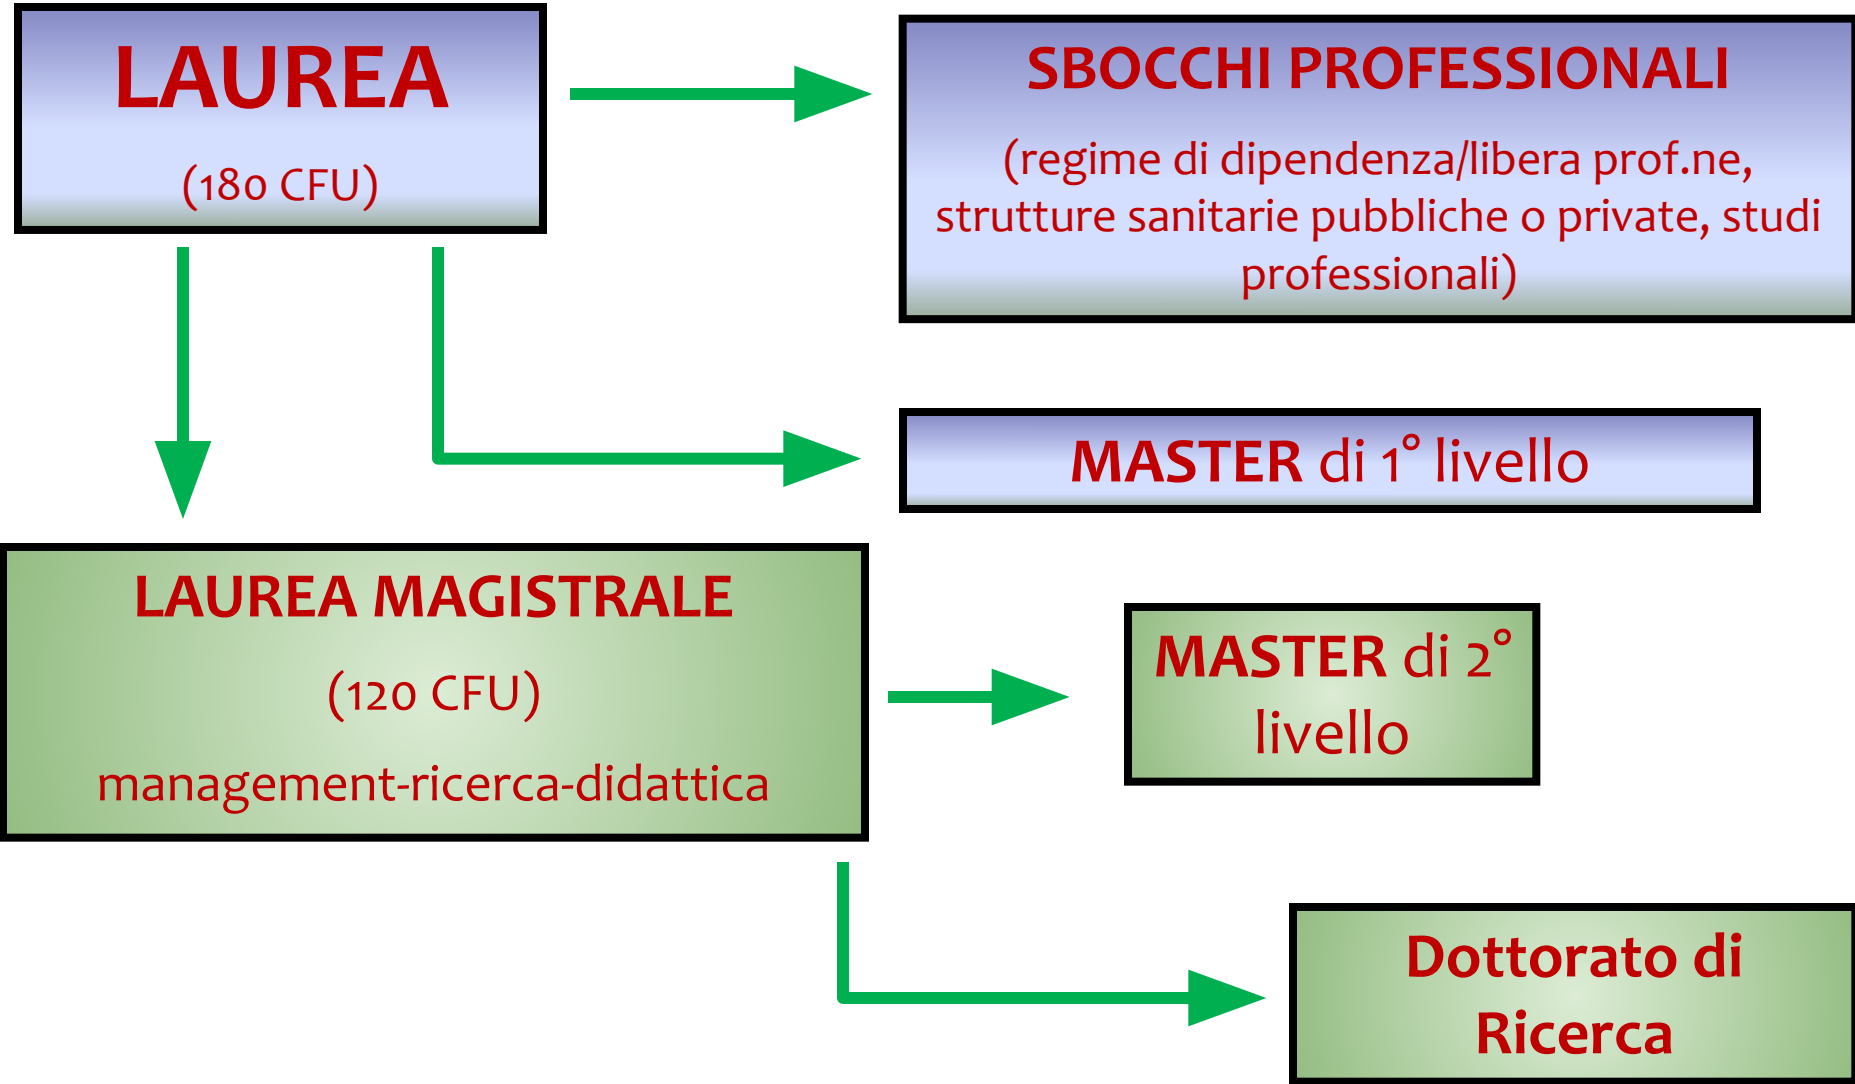 LAUREA
(180 CFU)
SBOCCHI PROFESSIONALI
(regime di dipendenza/libera prof.ne,
strutture sanitarie pubbliche o private, studi
professionali)
MASTER di 1° livello
LAUREA MAGISTRALE
(120 CFU)
management-ricerca-didattica
MASTER di 2°
livello
Dottorato di
Ricerca